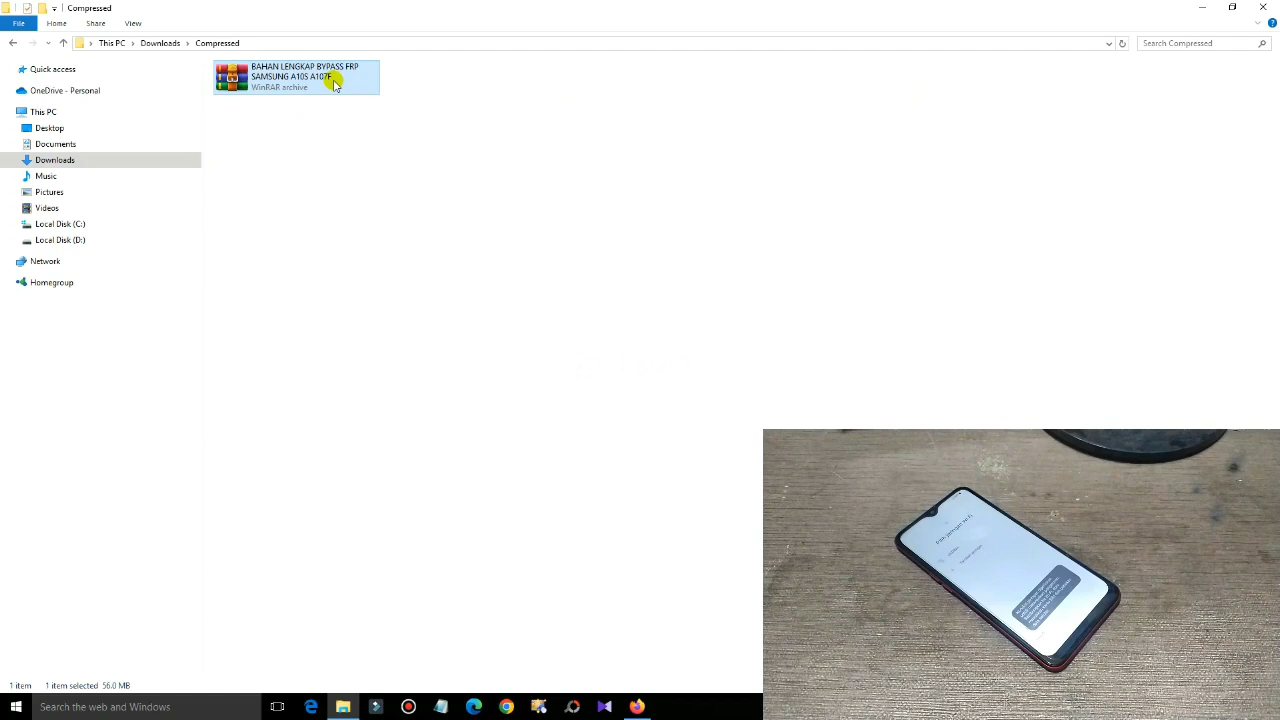 Compressed
File
Home
Share
View
This PC
Downloads
Compressed
Search Compressed
Quick access
OneDrive - Personal
This PC
Desktop
Documents
Downloads
Music
Pictures
Videos
Local Disk (C:)
Local Disk (D:)
Network
Homegroup
BAHAN LENGKAP BYPASS FRP
SAMSUNG A10S A107F
WinRAR archive
1 item
1 item selected 56.0 MB
Search the web and Windows